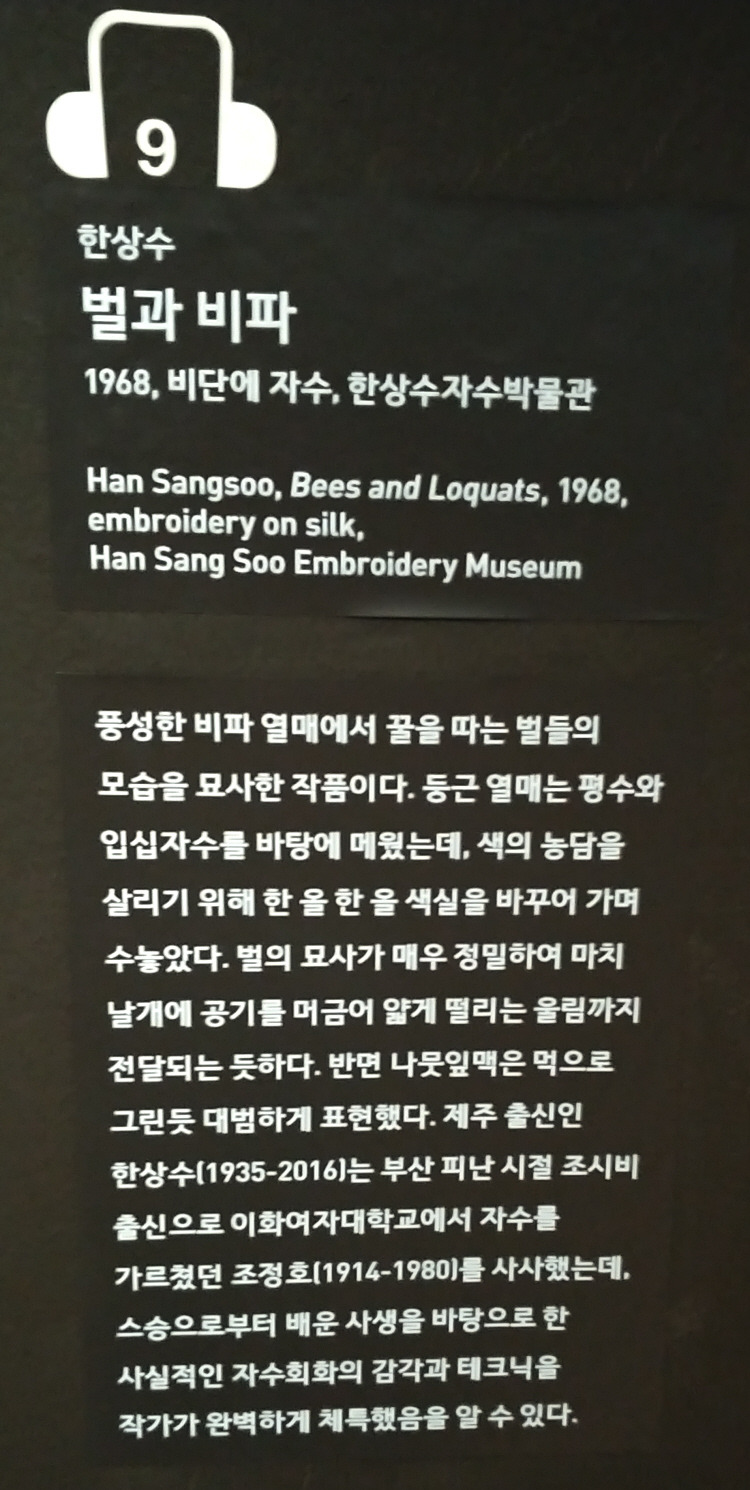 9
한상수
벌과 비파
1968, 비단에 자수, 한상수자수박물관
Han Sangsoo, Bees and Loquats, 1968,
embroidery on silk,
Han Sang Soo Embroidery Museum
풍성한 비파 열매에서 꿀을 따는 벌들의
모습을 묘사한 작품이다. 둥근 열매는 평수와
입십자수를 바탕에 메웠는데, 색의 농담을
살리기 위해 한 올 한 올 색실을 바꾸어 가며
수놓았다. 벌의 묘사가 매우 정밀하여 마치
날개에 공기를 머금어 얇게 떨리는 울림까지
전달되는 듯하다. 반면 나뭇잎맥은 먹으로
그린듯 대범하게 표현했다. 제주 출신인
한상수(1935-2016)는 부산 피난 시절 조시비
출신으로 이화여자대학교에서 자수를
가르쳤던 조정호(1914-1980)를 사사했는데,
스승으로부터 배운 사생을 바탕으로 한
사실적인 자수회화의 감각과 테크닉을
작가가 완벽하게 체특했음을 알 수 있다.